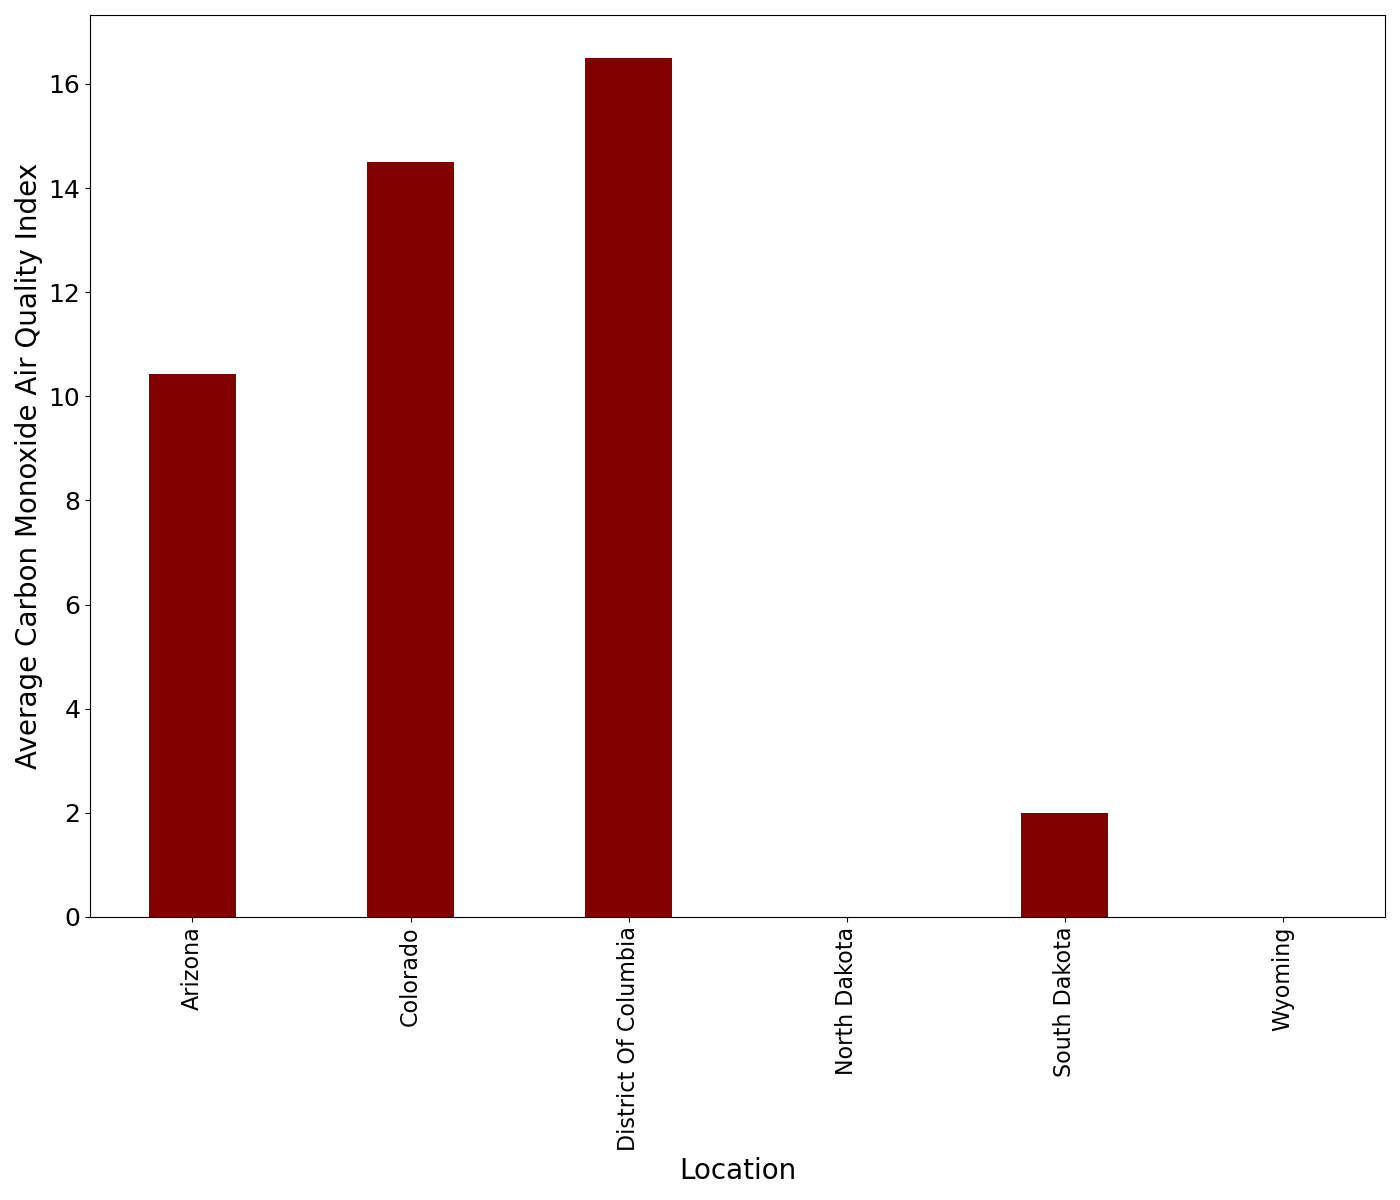 Average Carbon Monoxide Air Quality Index
16
14
12
10
8
6
4
2
0
Arizona
Colorado
District Of Columbia
North Dakota
South Dakota
Wyoming
Location